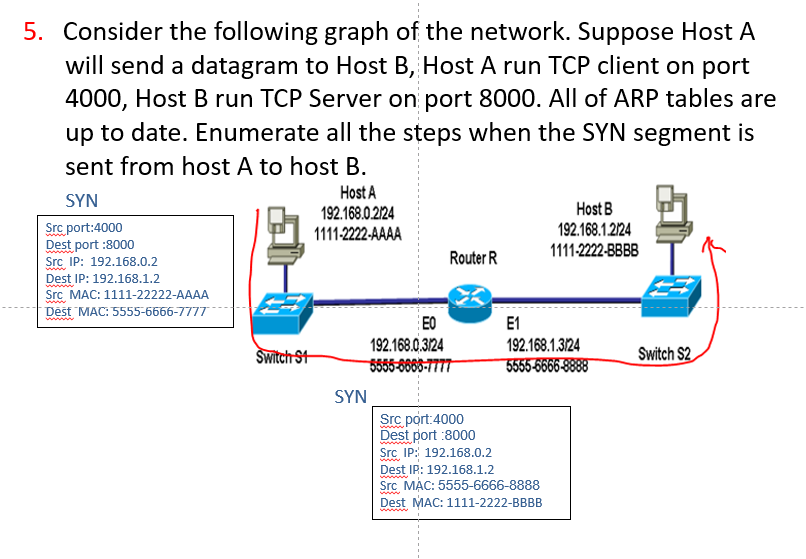 5. Consider the following graph of the network. Suppose Host A
will send a datagram to Host B, Host A run TCP client on port
4000, Host B run TCP Server on port 8000. All of ARP tables are
up to date. Enumerate all the steps when the SYN segment is
sent from host A to host B.
SYN
Src port:4000
Dest port :8000
Src IP: 192.168.0.2
Dest IP: 192.168.1.2
Src MAC: 1111-22222-AAAA
Dest MAC: 5555-6666-7777
Host A
192.168.0.2/24
1111-2222-AAAA
Host B
192.168.1.2/24
1111-2222-BBBB
Router R
E0
192.168.0.3/24
5555-6666-7777
E1
192.168.1.3/24
5555-6666-8888
Switch S1
Switch S2
SYN
Src port:4000
Dest port :8000
Src IP: 192.168.0.2
Dest IP: 192.168.1.2
Src MAC: 5555-6666-8888
Dest MAC: 1111-2222-BBBB